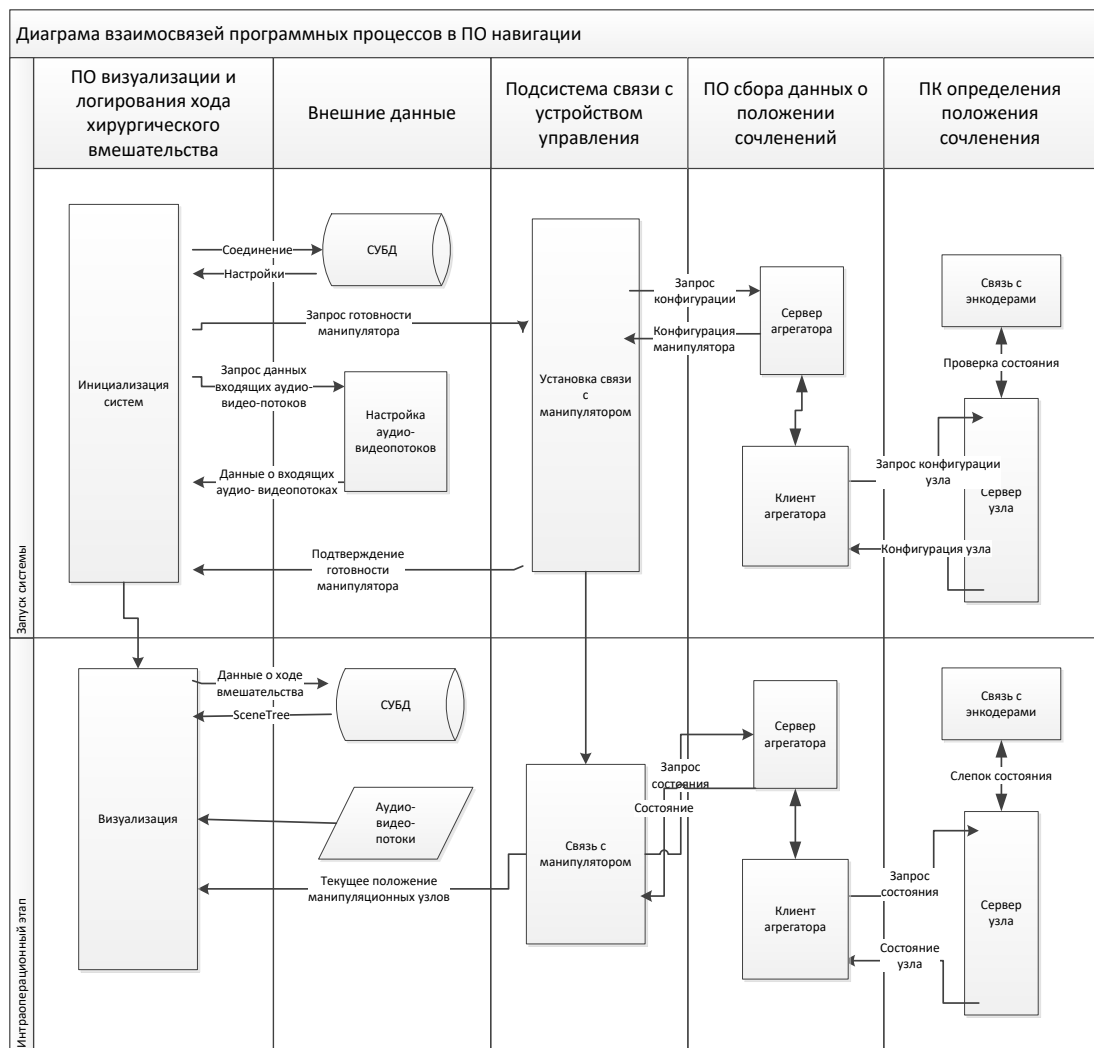 Диаграма взаимосвязей программных процессов в ПО навигации
ПО визуализации и
логирования хода
хирургического
вмешательства
Внешние данные
Подсистема связи с
устройством
управления
ПО сбора данных о
положении
сочленений
ПК определения
положения
сочленения
Запуск системы
Инициализация
систем
Соединение
Настройки
СУБД
Запрос готовности
манипулятора
Запрос данных
входящих аудио-
видео-потоков
Настройка
аудио-
видеопотоков
Данные о входящих
аудио- видеопотоках
Подтверждение
готовности
манипулятора
Установка связи
с
манипулятором
Запрос
конфигурации
Конфигурация
манипулятора
Сервер
агрегатора
Клиент
агрегатора
Связь с
энкодерами
Проверка состояния
Запрос конфигурации
узла
Сервер
узла
Конфигурация узла
Интраоперационный этап
Визуализация
Данные о ходе
вмешательства
SceneTree
СУБД
Аудио-
видео-
потоки
Текущее положение
манипуляционных узлов
Связь с
манипулятором
Запрос
состояния
Состояние
Сервер
агрегатора
Клиент
агрегатора
Связь с
энкодерами
Слепок состояния
Запрос
состояния
Сервер
узла
Состояние
узла